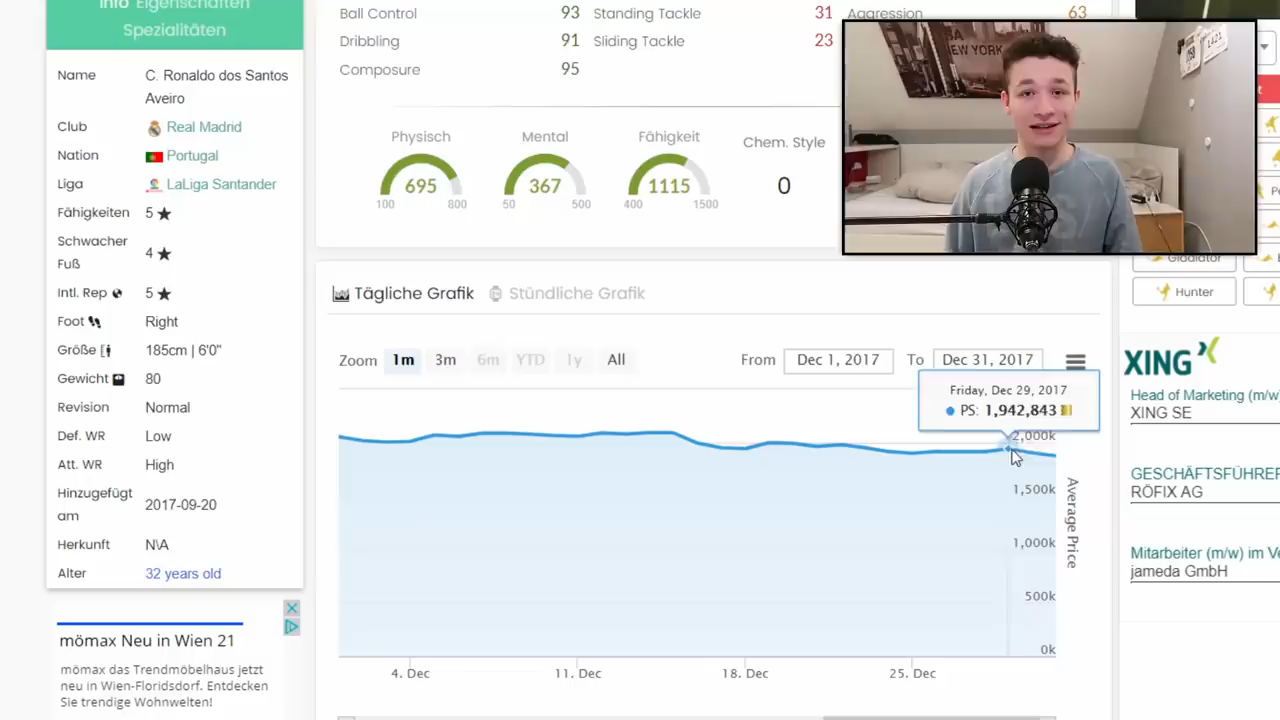 Info Eigenschaften
Spezialitäten
Name C. Ronaldo dos Santos
Aveiro
Club Real Madrid
Nation Portugal
Liga LaLiga Santander
Fähigkeiten 5
Schwacher
Fuß 4
Intl. Rep 5
Foot Right
Größe 185cm | 6'0"
Gewicht 80
Revision Normal
Def. WR Low
Att. WR High
Hinzugefügt
am 2017-09-20
Herkunft N\A
Alter 32 years old
mömax Neu in Wien 21
mömax das Trendmöbelhaus jetzt
neu in Wien-Floridsdorf. Entdecken
Sie trendige Wohnwelten!
Ball Control 93 Standing Tackle 31 Aggression 63
Dribbling 91 Sliding Tackle 23
Composure 95
Physisch Mental Fähigkeit Chem. Style
695 367 1115 0
100 800 50 500 400 1500
Tägliche Grafik Stündliche Grafik
Zoom 1m 3m 6m YTD 1y All From Dec 1, 2017 To Dec 31, 2017
Friday, Dec 29, 2017
PS: 1,942,843
2,000k
1,500k
1,000k
500k
0k
Average Price
4. Dec 11. Dec 18. Dec 25. Dec
NEW YORK
1421
Gladiator
Hunter
XING
Head of Marketing (m/w)
XING SE
GESCHÄFTSFÜHRER
RÖFIX AG
Mitarbeiter (m/w) im Ve
jameda GmbH